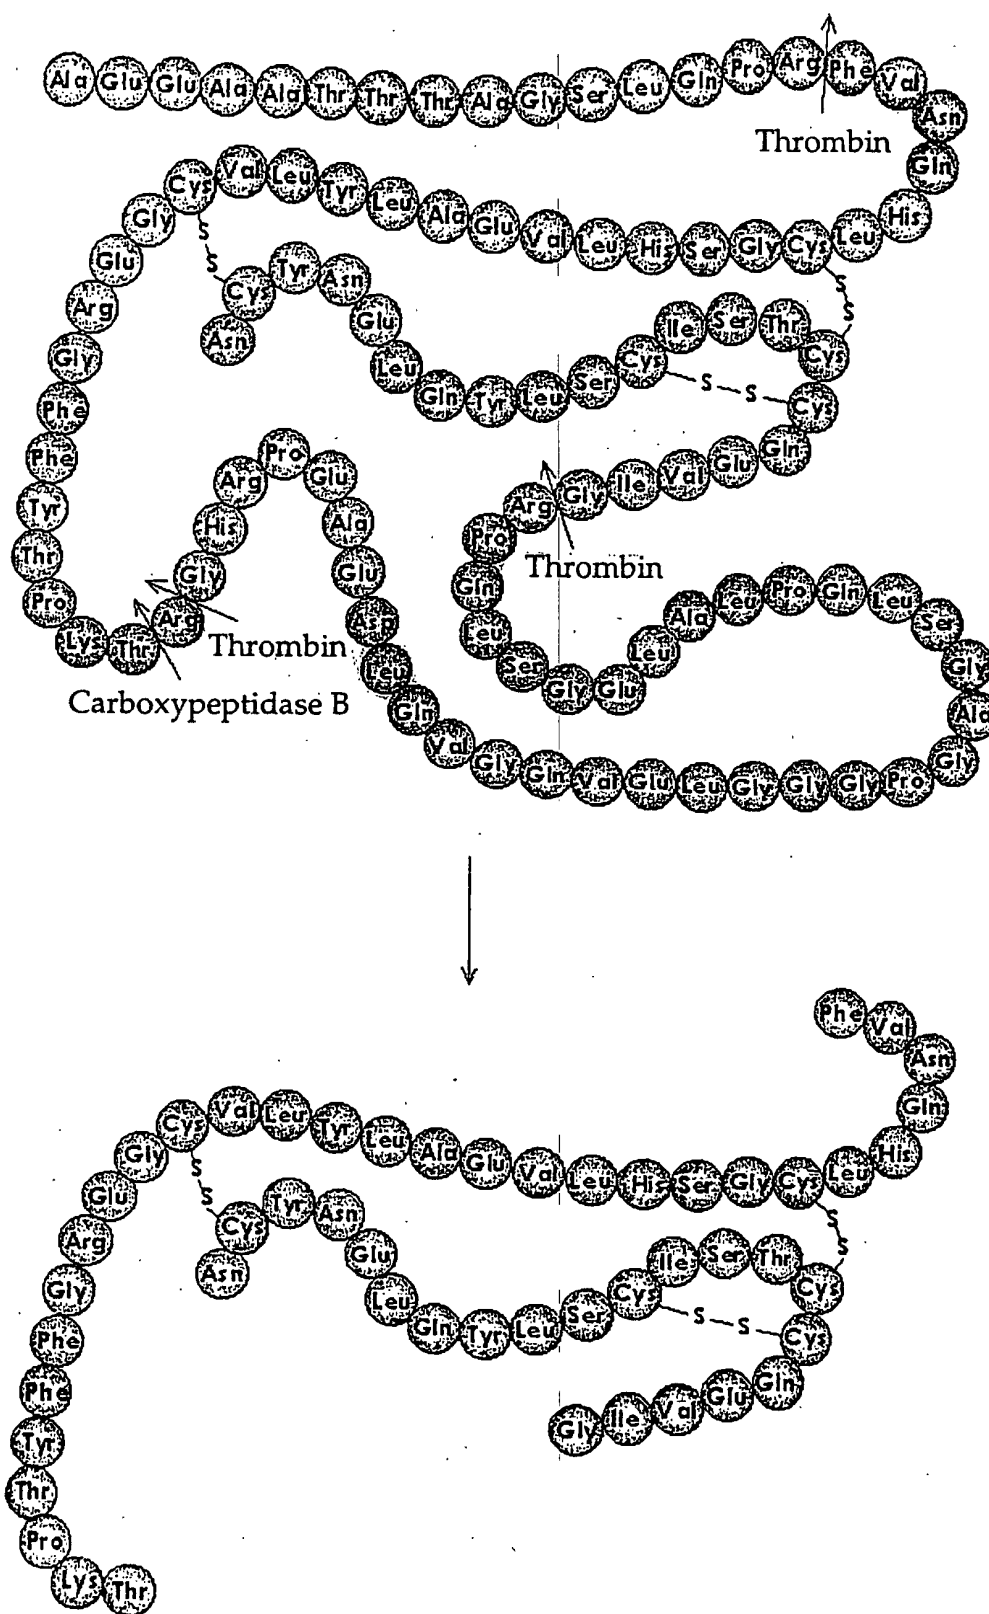 Ala Glu Glu Ala Ala Thr Thr Thr Ala Gly Ser Leu Gln Pro Arg Phe Val
Asn
Thrombin
Gln
His
Cys Val Leu Tyr Leu Ala Glu Val Leu His Ser Gly Cys Leu
Gly
S
S
S
S
Glu
Arg
Gly
Phe
Phe
Tyr
Thr
Pro
Lys Thr Arg
Asn Cys Tyr Asn Glu
Leu Gln Tyr Leu Ser Cys Ile Ser Thr Cys
S S
Cys
Arg Gly Ile Val Glu Gln
Thrombin
Gly His Arg Pro Glu
Ala
Glu
Asp
Leu
Gln
Val
Thrombin
Carboxypeptidase B
Pro
Gln
Leu
Ser
Gly Glu Leu Ala Leu Pro Gln Leu Ser
Gly
Ala
Gly Gln Val Glu Leu Gly Gly Gly Pro Gly
Phe Val
Asn
Gln
His
Cys Val Leu Tyr Leu Ala Glu Val Leu His Ser Gly Cys Leu
Gly
S
S
S
S
Glu
Arg
Gly
Phe
Phe
Tyr
Thr
Pro
Lys Thr
Asn Cys Tyr Asn Glu
Leu Gln Tyr Leu Ser Cys Ile Ser Thr Cys
S S
Cys
Gly Ile Val Glu Gln